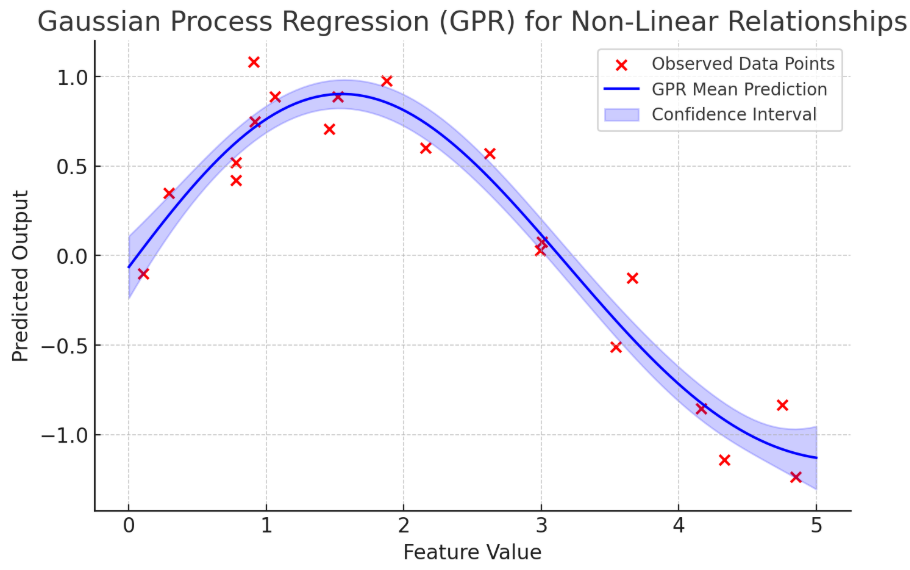 Gaussian Process Regression (GPR) for Non-Linear Relationships
Observed Data Points
GPR Mean Prediction
Confidence Interval
1.0
0.5
0.0
−0.5
−1.0
Predicted Output
0 1 2 3 4 5
Feature Value